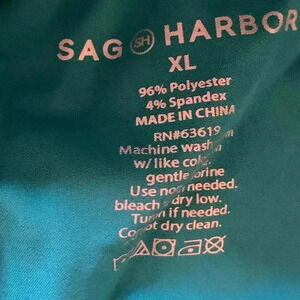 SAG SH HARBOR
XL
96% Polyester
4% Spandex
MADE IN CHINA
RN#63619
Machine wash
w/ like
gentle
Use needed.
bleach dry low.
if needed.
dry clean.